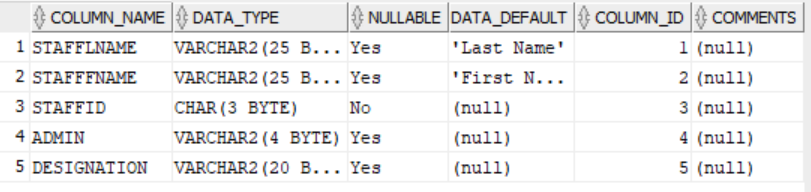 COLUMN_NAME DATA_TYPE NULLABLE DATA_DEFAULT COLUMN_ID COMMENTS
1 STAFFLNAME VARCHAR2(25 B... Yes 'Last Name' 1 (null)
2 STAFFFNAME VARCHAR2(25 B... Yes 'First N... 2 (null)
3 STAFFID CHAR(3 BYTE) No (null) 3 (null)
4 ADMIN VARCHAR2(4 BYTE) Yes (null) 4 (null)
5 DESIGNATION VARCHAR2(20 B... Yes (null) 5 (null)